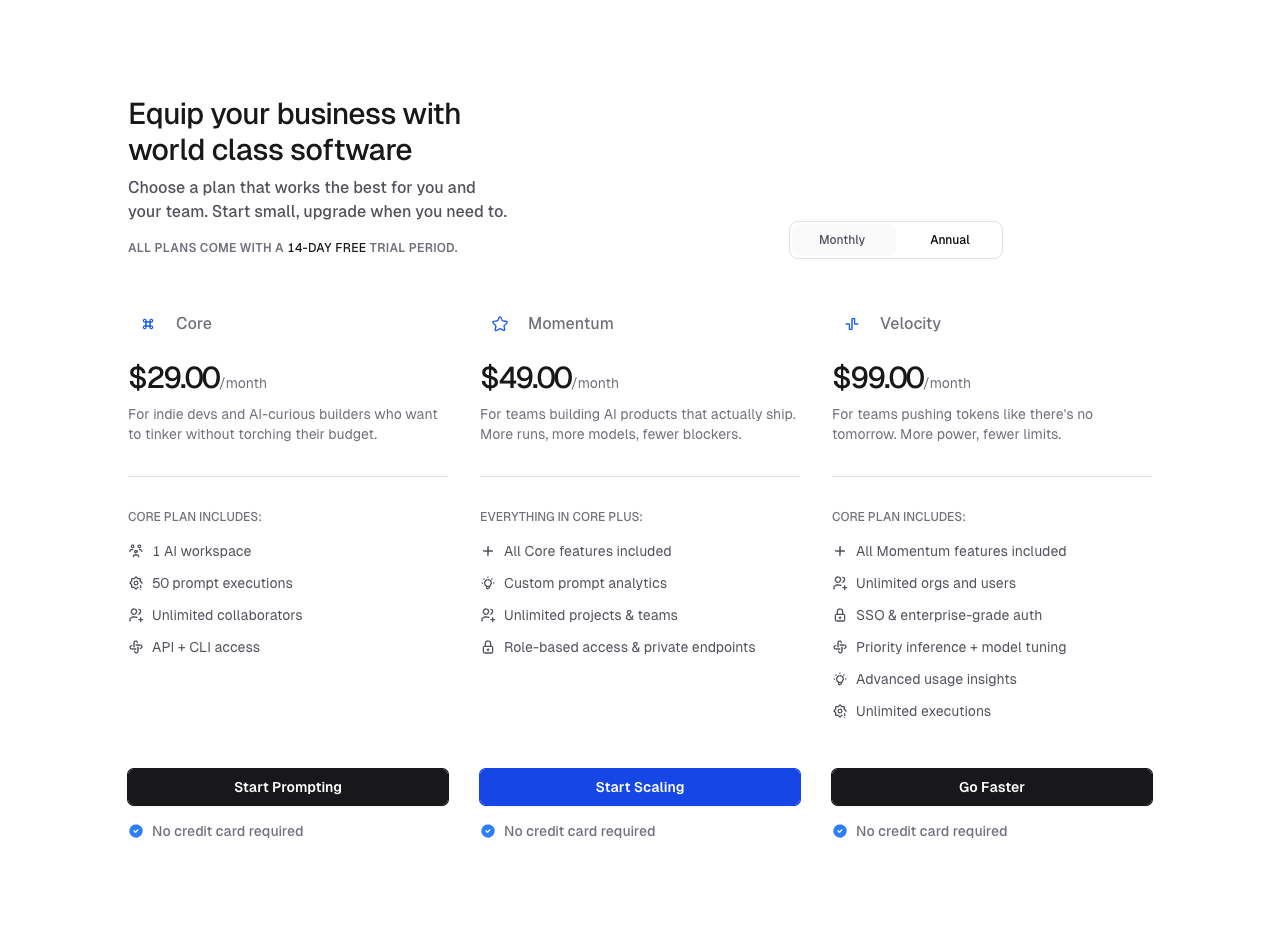 Equip your business with
world class software
Choose a plan that works the best for you and
your team. Start small, upgrade when you need to.
ALL PLANS COME WITH A 14-DAY FREE TRIAL PERIOD.
Monthly
Annual
Core
$29.00/month
For indie devs and AI-curious builders who want
to tinker without torching their budget.
CORE PLAN INCLUDES:
1 AI workspace
50 prompt executions
Unlimited collaborators
API + CLI access
Start Prompting
No credit card required
Momentum
$49.00/month
For teams building AI products that actually ship.
More runs, more models, fewer blockers.
EVERYTHING IN CORE PLUS:
All Core features included
Custom prompt analytics
Unlimited projects & teams
Role-based access & private endpoints
Start Scaling
No credit card required
Velocity
$99.00/month
For teams pushing tokens like there's no
tomorrow. More power, fewer limits.
CORE PLAN INCLUDES:
All Momentum features included
Unlimited orgs and users
SSO & enterprise-grade auth
Priority inference + model tuning
Advanced usage insights
Unlimited executions
Go Faster
No credit card required